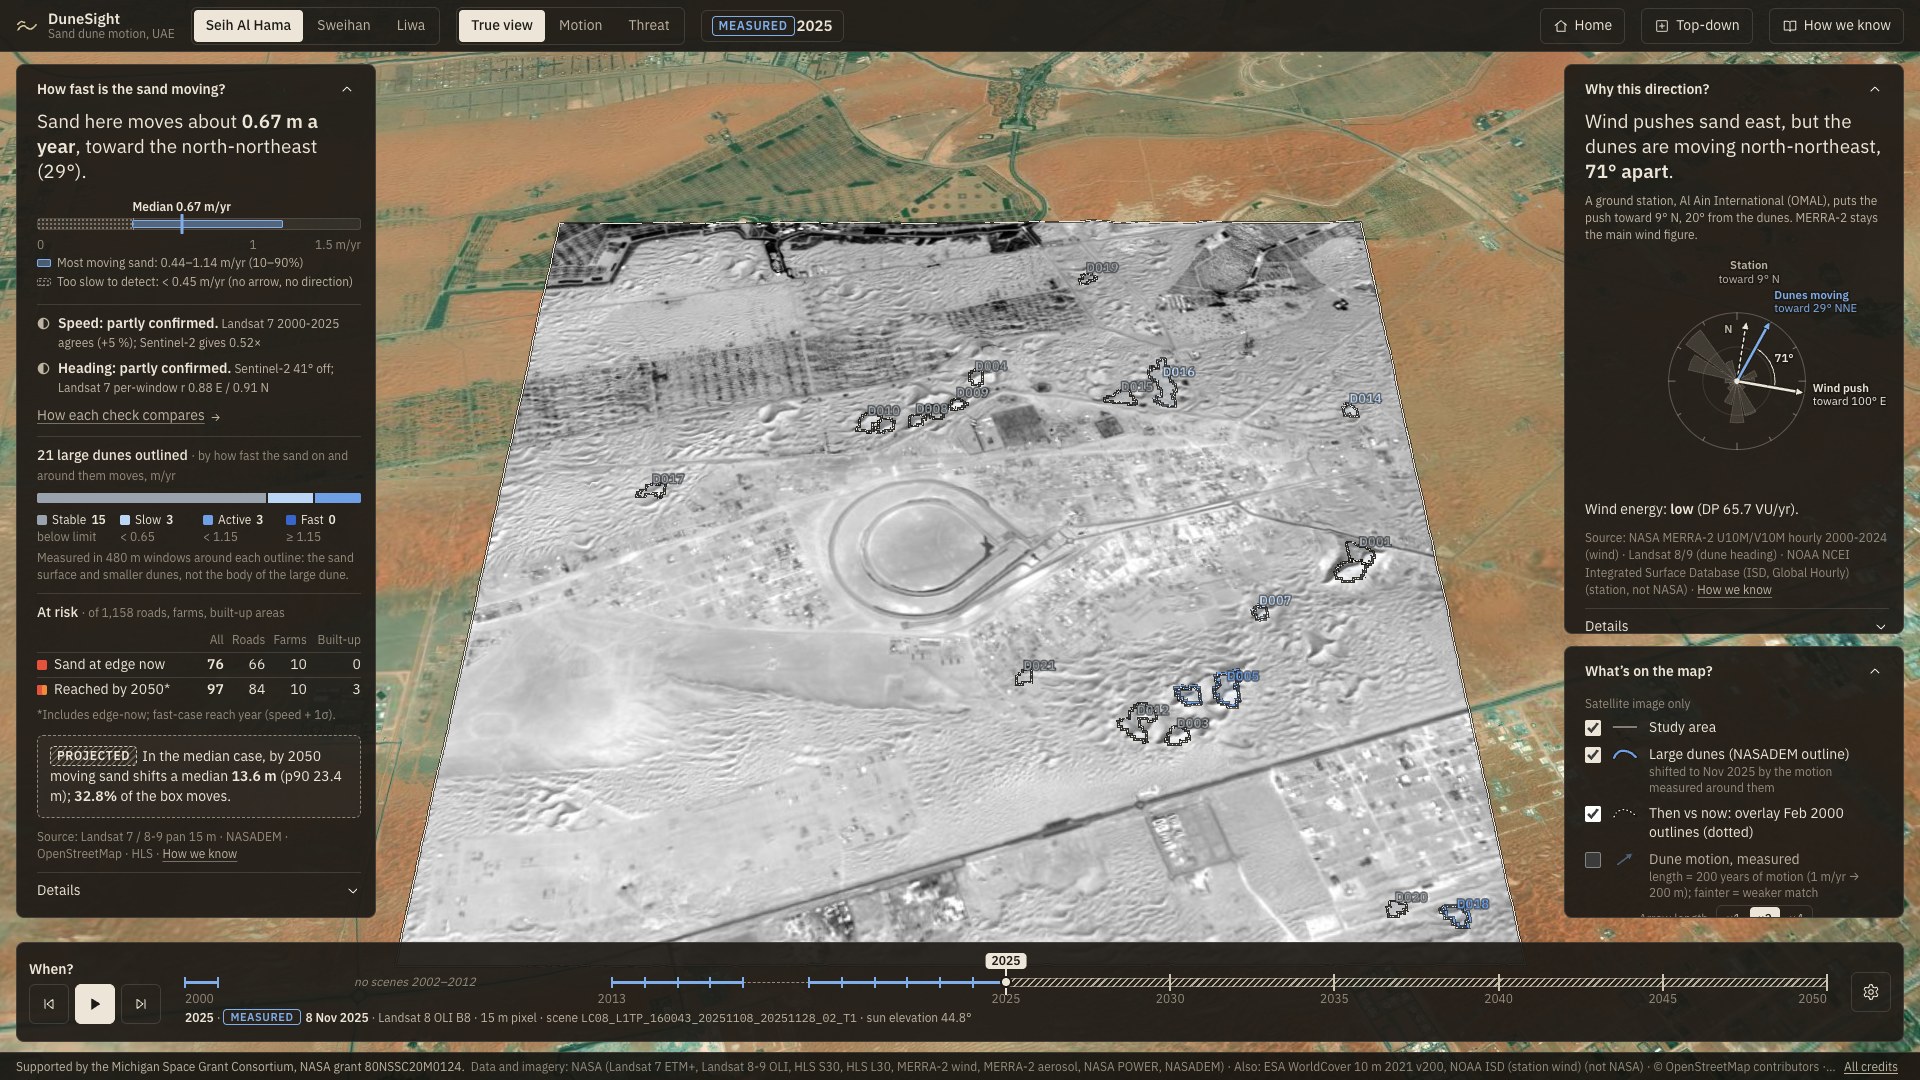 DuneSight
Sand dune motion, UAE
Seih Al Hama Sweihan Liwa
True view Motion Threat
MEASURED 2025
Home Top-down How we know
How fast is the sand moving?
Sand here moves about 0.67 m a
year, toward the north-northeast
(29°).
Median 0.67 m/yr
0 1 1.5 m/yr
Most moving sand: 0.44–1.14 m/yr (10–90%)
Too slow to detect: < 0.45 m/yr (no arrow, no direction)
Speed: partly confirmed. Landsat 7 2000-2025
agrees (+5 %); Sentinel-2 gives 0.52×
Heading: partly confirmed. Sentinel-2 41° off;
Landsat 7 per-window r 0.88 E / 0.91 N
How each check compares →
21 large dunes outlined · by how fast the sand on and
around them moves, m/yr
Stable 15 Slow 3 Active 3 Fast 0
below limit < 0.65 < 1.15 ≥ 1.15
Measured in 480 m windows around each outline: the sand
surface and smaller dunes, not the body of the large dune.
At risk · of 1,158 roads, farms, built-up areas
All Roads Farms Built-up
Sand at edge now 76 66 10 0
Reached by 2050* 97 84 10 3
*Includes edge-now; fast-case reach year (speed + 1σ).
PROJECTED In the median case, by 2050
moving sand shifts a median 13.6 m (p90 23.4
m); 32.8% of the box moves.
Source: Landsat 7 / 8-9 pan 15 m · NASADEM ·
OpenStreetMap · HLS · How we know
Details
D019
D004
D016
D015
D009
D014
D010 D008
D017
D001
D007
D021
D005
D012
D003
D020
D018
Why this direction?
Wind pushes sand east, but the
dunes are moving north-northeast,
71° apart.
A ground station, Al Ain International (OMAL), puts the
push toward 9° N, 20° from the dunes. MERRA-2 stays
the main wind figure.
Station
toward 9° N
Dunes moving
toward 29° NNE
N
71°
Wind push
toward 100° E
Wind energy: low (DP 65.7 VU/yr).
Source: NASA MERRA-2 U10M/V10M hourly 2000-2024
(wind) · Landsat 8/9 (dune heading) · NOAA NCEI
Integrated Surface Database (ISD, Global Hourly)
(station, not NASA) · How we know
Details
What's on the map?
Satellite image only
Study area
Large dunes (NASADEM outline)
shifted to Nov 2025 by the motion
measured around them
Then vs now: overlay Feb 2000
outlines (dotted)
Dune motion, measured
length = 200 years of motion (1 m/yr →
200 m); fainter = weaker match
When?
2025
no scenes 2002–2012
2000 2013 2025 2030 2035 2040 2045 2050
2025 · MEASURED 8 Nov 2025 · Landsat 8 OLI B8 · 15 m pixel · scene LC08_L1TP_160043_20251108_20251128_02_T1 · sun elevation 44.8°
Supported by the Michigan Space Grant Consortium, NASA grant 80NSSC20M0124. Data and imagery: NASA (Landsat 7 ETM+, Landsat 8-9 OLI, HLS S30, HLS L30, MERRA-2 wind, MERRA-2 aerosol, NASA POWER, NASADEM) · Also: ESA WorldCover 10 m 2021 v200, NOAA ISD (station wind) (not NASA) · © OpenStreetMap contributors ·... All credits